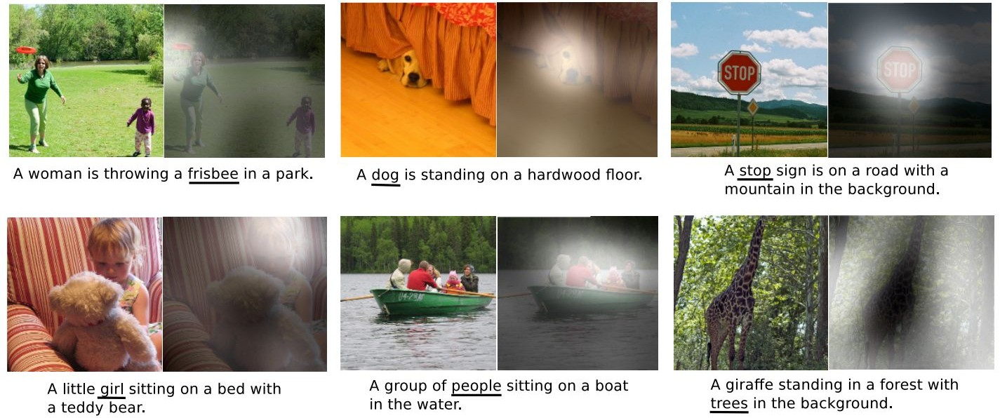 STOP
STOP
A woman is throwing a frisbee in a park.
A dog is standing on a hardwood floor.
A stop sign is on a road with a
mountain in the background.
A little girl sitting on a bed with
a teddy bear.
A group of people sitting on a boat
in the water.
A giraffe standing in a forest with
trees in the background.